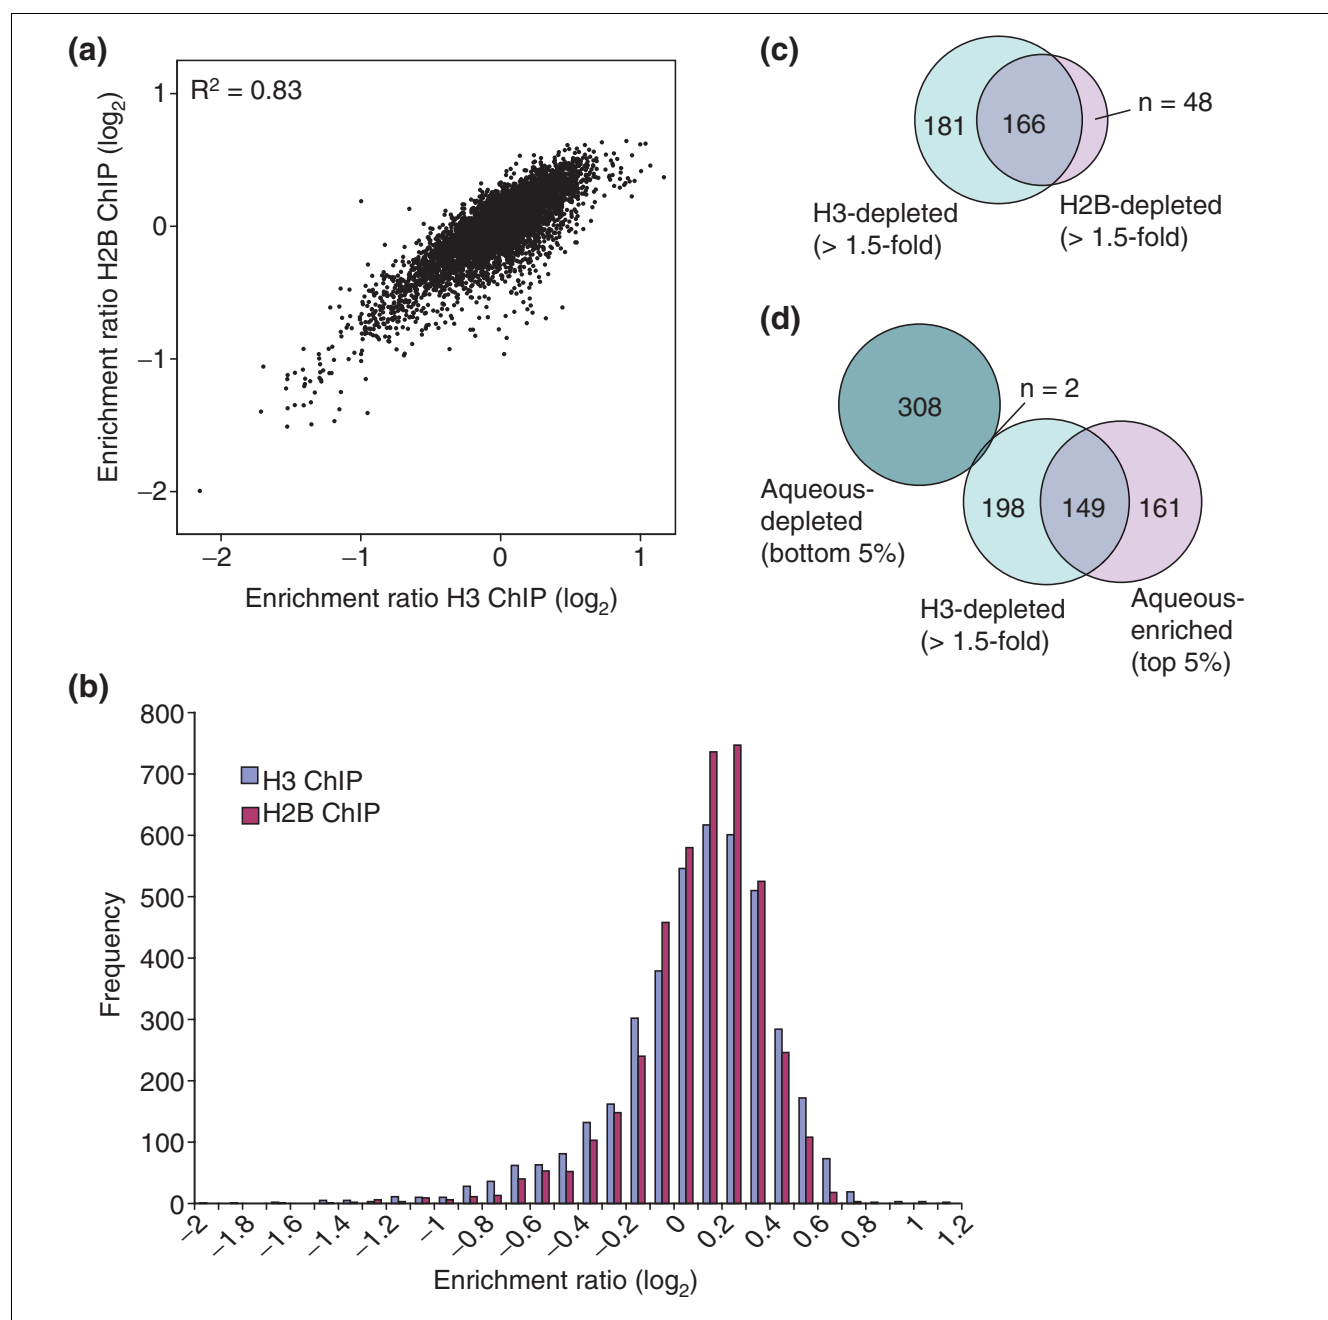 (a)
R² = 0.83
Enrichment ratio H2B ChIP (log₂)
1
0
−1
−2
−2 −1 0 1
Enrichment ratio H3 ChIP (log₂)
(c)
181 166 n = 48
H3-depleted
(> 1.5-fold)
H2B-depleted
(> 1.5-fold)
(d)
308
n = 2
Aqueous-
depleted
(bottom 5%)
198 149 161
H3-depleted
(> 1.5-fold)
Aqueous-
enriched
(top 5%)
(b)
Frequency
800
700
600
500
400
300
200
100
0
H3 ChIP
H2B ChIP
−2 −1.8 −1.6 −1.4 −1.2 −1 −0.8 −0.6 −0.4 −0.2 0 0.2 0.4 0.6 0.8 1 1.2
Enrichment ratio (log₂)